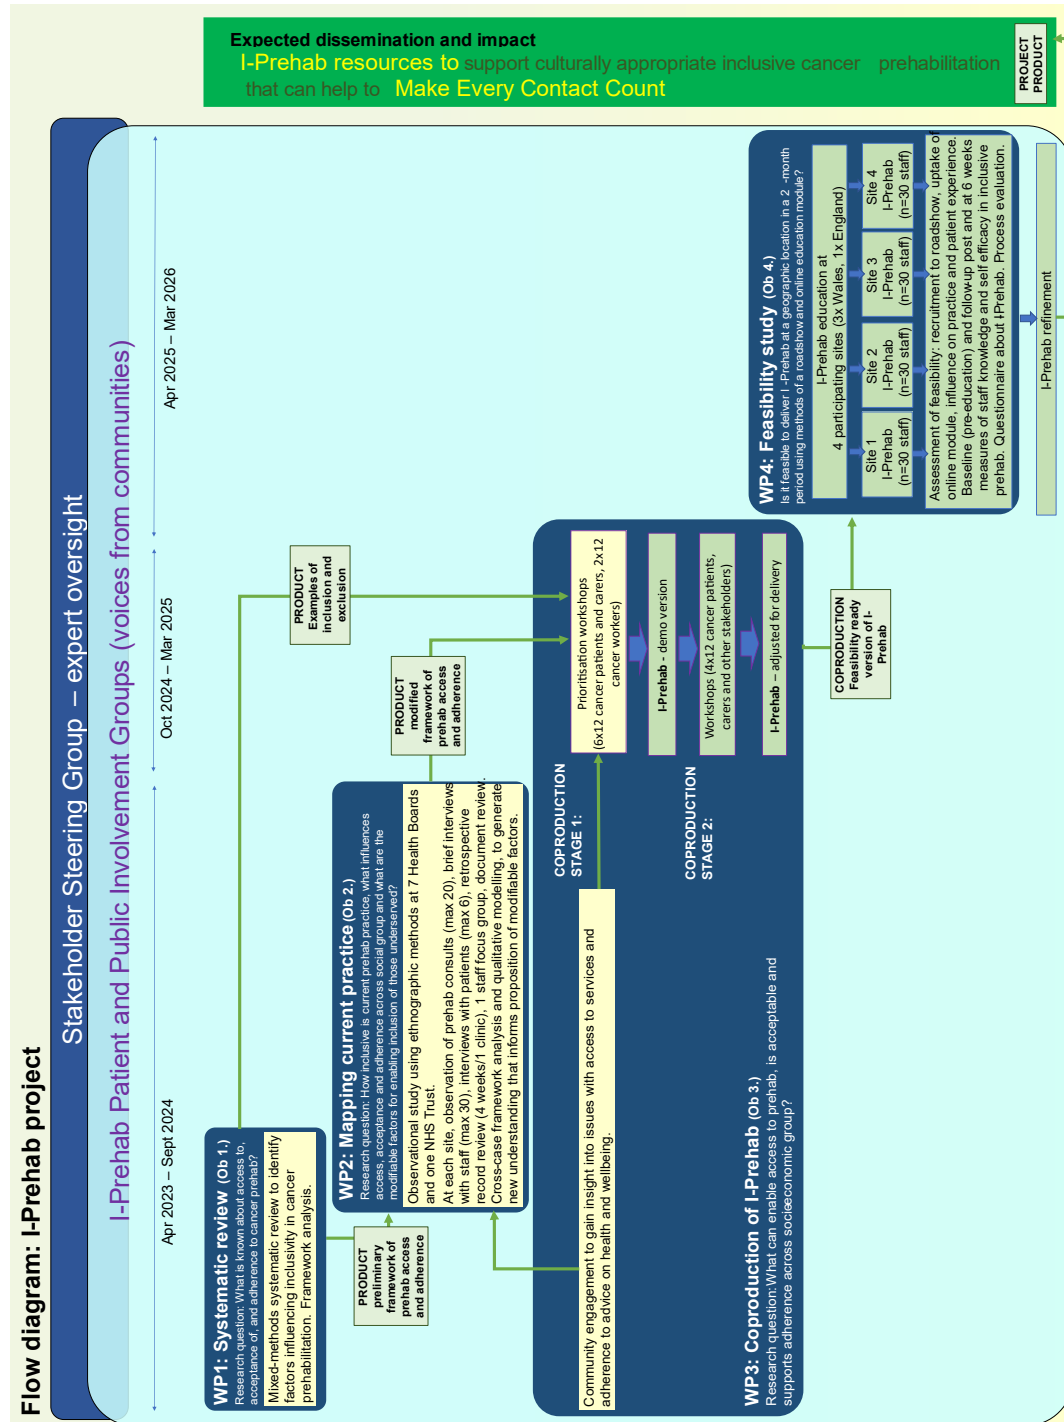 Flow diagram: I-Prehab project
Stakeholder Steering Group – expert oversight
I-Prehab Patient and Public Involvement Groups (voices from communities)
Apr 2023 – Sept 2024
Oct 2024 – Mar 2025
Apr 2025 – Mar 2026
WP1: Systematic review (Ob 1.)
Research question: What is known about access to,
acceptance of, and adherence to cancer prehab?
Mixed-methods systematic review to identify
factors influencing inclusivity in cancer
prehabilitation. Framework analysis.
PRODUCT
preliminary
framework of
prehab access
and adherence
WP2: Mapping current practice (Ob 2.)
Research question: How inclusive is current prehab practice, what influences
access, acceptance and adherence across social group and what are the
modifiable factors for enabling inclusion of those underserved?
Observational study using ethnographic methods at 7 Health Boards
and one NHS Trust.
At each site, observation of prehab consults (max 20), brief interviews
with staff (max 30), interviews with patients (max 6), retrospective
record review (4 weeks/1 clinic), 1 staff focus group, document review.
Cross-case framework analysis and qualitative modelling, to generate
new understanding that informs proposition of modifiable factors.
PRODUCT
modified
framework of
prehab access
and adherence
PRODUCT
Examples of
inclusion and
exclusion
Community engagement to gain insight into issues with access to services and
adherence to advice on health and wellbeing.
COPRODUCTION
STAGE 1:
Prioritisation workshops
(6x12 cancer patients and carers, 2x12
cancer workers)
I-Prehab - demo version
COPRODUCTION
STAGE 2:
Workshops (4x12 cancer patients,
carers and other stakeholders)
I-Prehab – adjusted for delivery
WP3: Coproduction of I-Prehab (Ob 3.)
Research question:What can enable access to prehab, is acceptable and
supports adherence across socioeconomic group?
COPRODUCTION
Feasibility ready
version of I-
Prehab
WP4: Feasibility study (Ob 4.)
Is it feasible to deliver I -Prehab at a geographic location in a 2 -month
period using methods of a roadshow and online education module?
I-Prehab education at
4 participating sites (3x Wales, 1x England)
Site 1
I-Prehab
(n=30 staff)
Site 2
I-Prehab
(n=30 staff)
Site 3
I-Prehab
(n=30 staff)
Site 4
I-Prehab
(n=30 staff)
Assessment of feasibility: recruitment to roadshow, uptake of
online module, influence on practice and patient experience.
Baseline (pre-education) and follow-up post and at 6 weeks
measures of staff knowledge and self efficacy in inclusive
prehab. Questionnaire about I-Prehab. Process evaluation.
I-Prehab refinement
Expected dissemination and impact
I-Prehab resources to support culturally appropriate inclusive cancer prehabilitation
that can help to Make Every Contact Count
PROJECT
PRODUCT